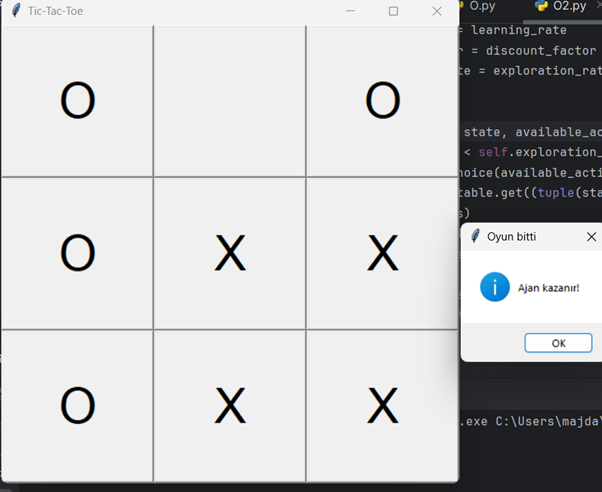 Tic-Tac-Toe
O O
O X X
O X X
O.py O2.py
= learning_rate
r = discount_factor
te = exploration_rat
state, available_ac
< self.exploration_
noice(available_acti
table.get((tuple(sta
s)
Oyun bitti
Ajan kazanır!
OK
.exe C:\Users\majda\